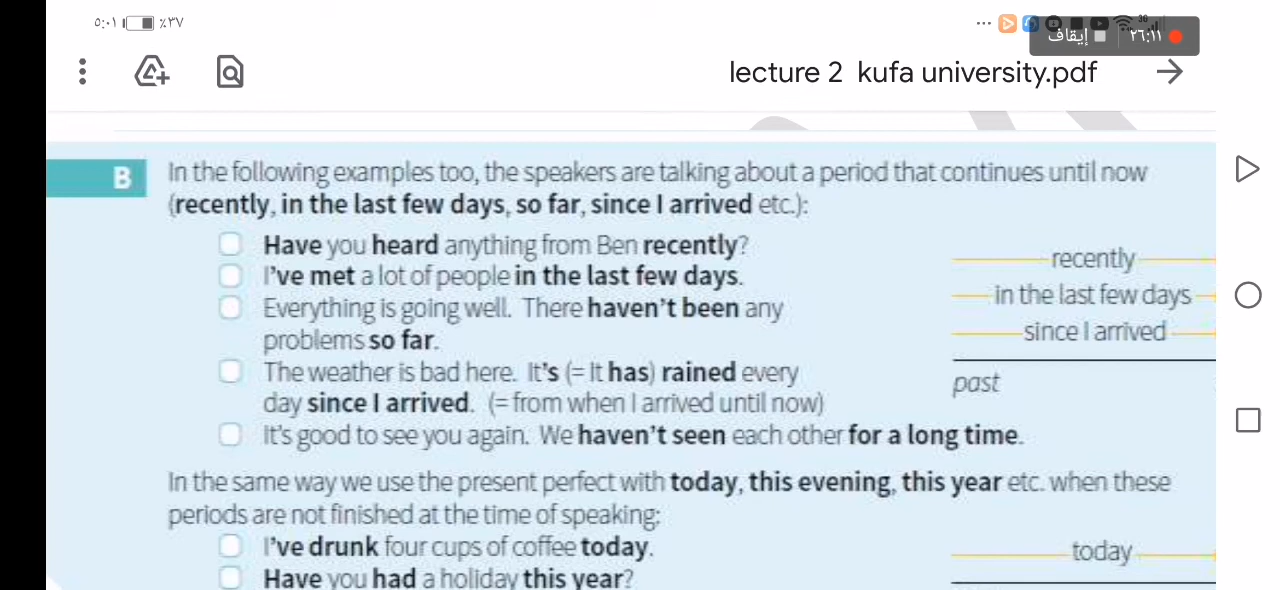 ٥:٠١ ٪٣٧ ... 3G
إيقاف ٢٦:١١
lecture 2 kufa university.pdf
B In the following examples too, the speakers are talking about a period that continues until now
(recently, in the last few days, so far, since I arrived etc.):
Have you heard anything from Ben recently?
I've met a lot of people in the last few days.
Everything is going well. There haven't been any
problems so far.
The weather is bad here. It's (= It has) rained every
day since I arrived. (= from when I arrived until now)
It's good to see you again. We haven't seen each other for a long time.
recently
in the last few days
since I arrived
past
In the same way we use the present perfect with today, this evening, this year etc. when these
periods are not finished at the time of speaking:
I've drunk four cups of coffee today.
Have you had a holiday this year?
today